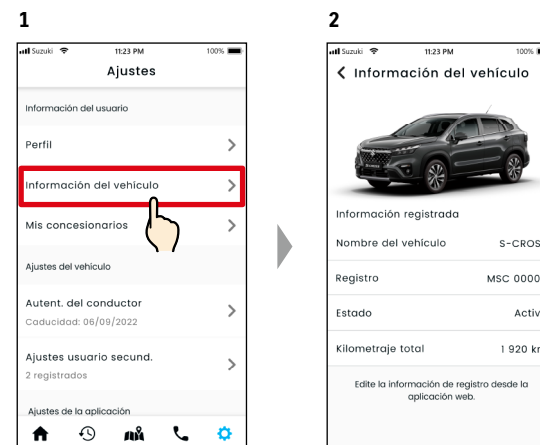 1
Suzuki 11:23 PM 100%
Ajustes
Información del usuario
Perfil
Información del vehículo
Mis concesionarios
Ajustes del vehículo
Autent. del conductor
Caducidad: 06/09/2022
Ajustes usuario secund.
2 registrados
Ajustes de la aplicación
2
Suzuki 11:23 PM 100%
Información del vehículo
Información registrada
Nombre del vehículo S-CROS
Registro MSC 0000
Estado Activ
Kilometraje total 1 920 km
Edite la información de registro desde la
aplicación web.